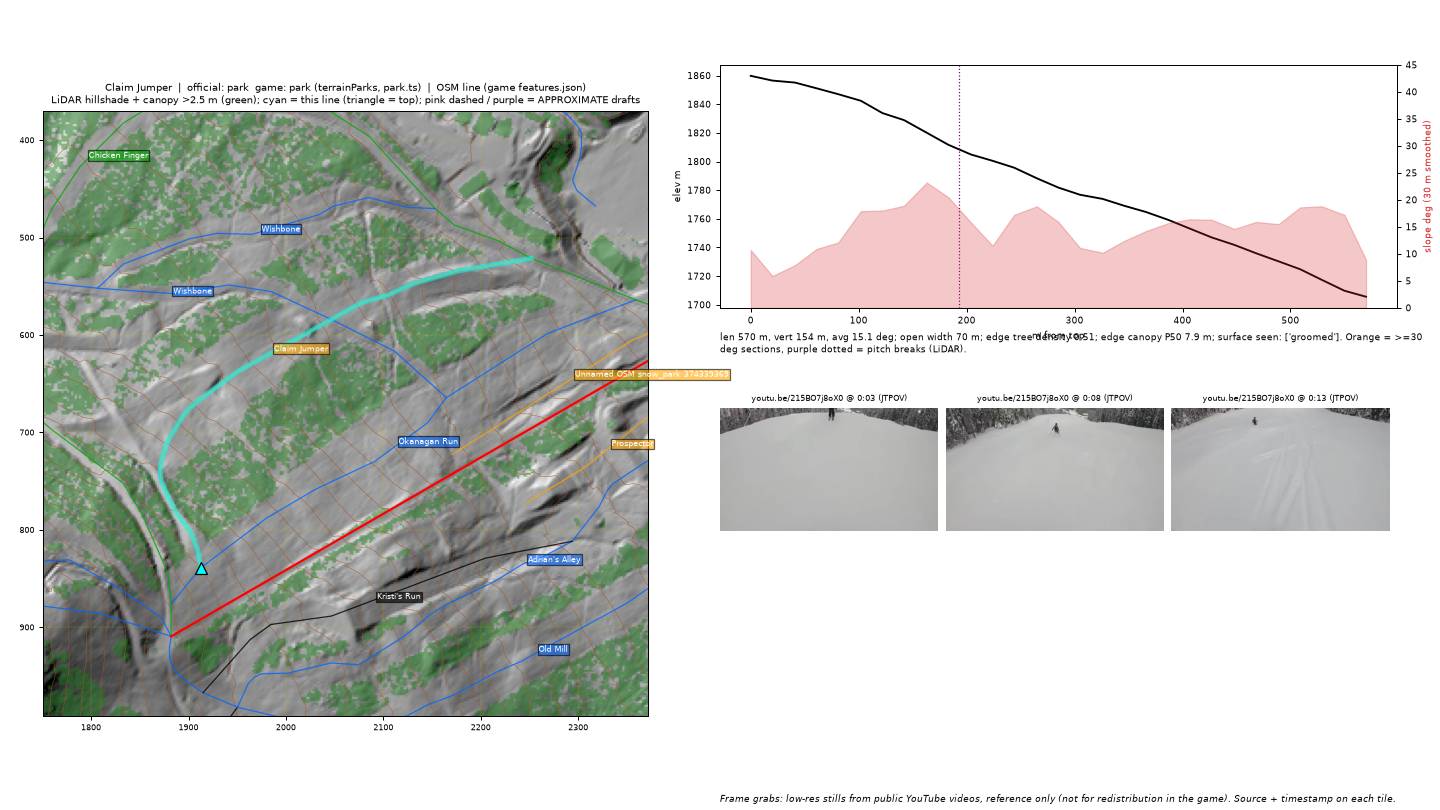 Claim Jumper | official: park game: park (terrainParks, park.ts) | OSM line (game features.json)
LiDAR hillshade + canopy >2.5 m (green); cyan = this line (triangle = top); pink dashed / purple = APPROXIMATE drafts
400
500
600
700
800
900
1800
1900
2000
2100
2200
2300
Chicken Finger
Wishbone
Wishbone
Claim Jumper
Unnamed OSM snow_park 374335369
Okanagan Run
Prospector
Adrian's Alley
Kristi's Run
Old Mill
elev m
1860
1840
1820
1800
1780
1760
1740
1720
1700
45
40
35
30
25
20
15
10
5
0
slope deg (30 m smoothed)
0
100
200
300
400
500
m from top
len 570 m, vert 154 m, avg 15.1 deg; open width 70 m; edge tree density 0.51; edge canopy P50 7.9 m; surface seen: ['groomed']. Orange = >=30
deg sections, purple dotted = pitch breaks (LiDAR).
youtu.be/215BO7j8oX0 @ 0:03 (JTPOV)
youtu.be/215BO7j8oX0 @ 0:08 (JTPOV)
youtu.be/215BO7j8oX0 @ 0:13 (JTPOV)
Frame grabs: low-res stills from public YouTube videos, reference only (not for redistribution in the game). Source + timestamp on each tile.